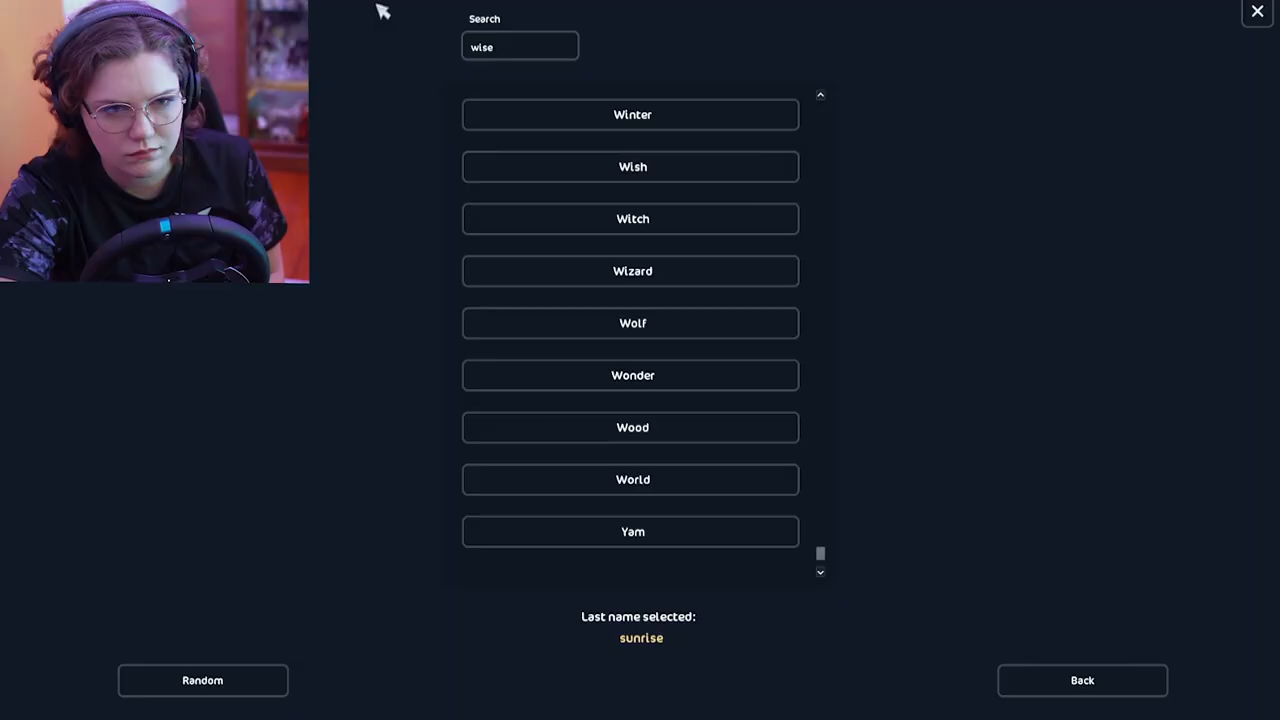 Search
wise
Winter
Wish
Witch
Wizard
Wolf
Wonder
Wood
World
Yam
Last name selected:
sunrise
Random
Back